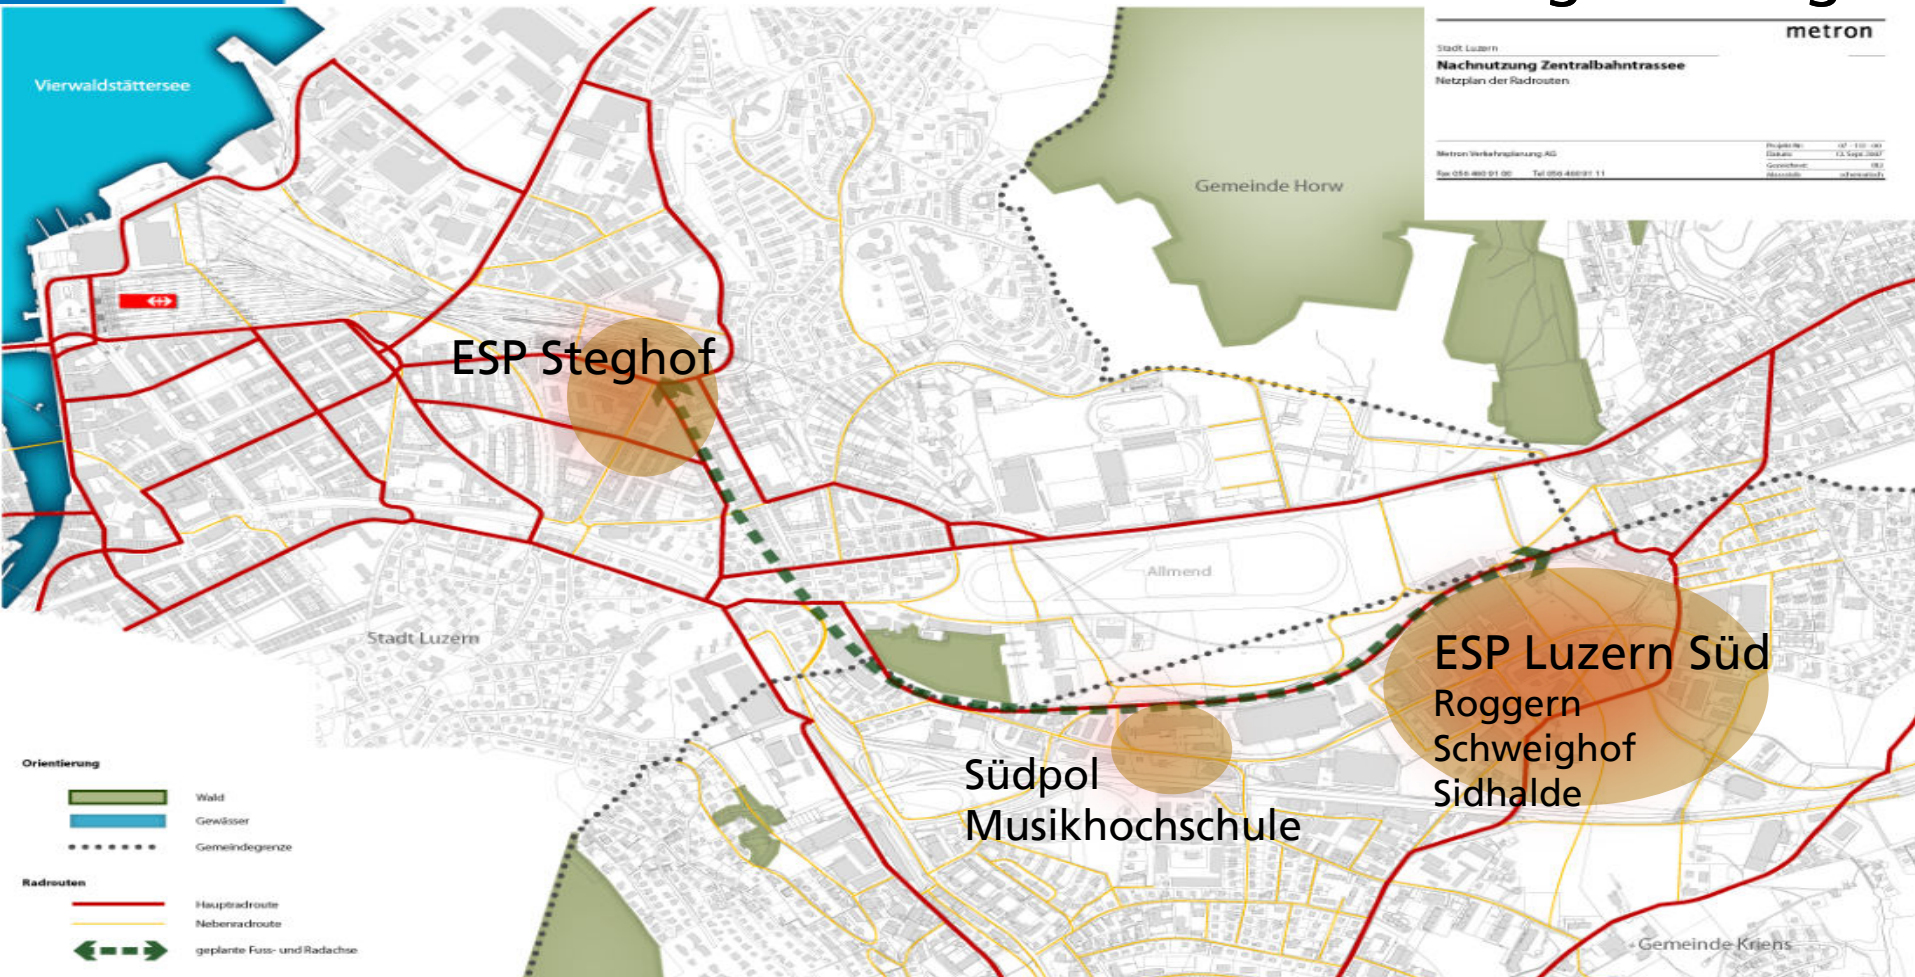 metron
Stadt Luzern
Nachnutzung Zentralbahntrassee
Netzplan der Radrouten
Metron Verkehrsplanung AG
Vierwaldstättersee
Gemeinde Horw
ESP Steghof
Allmend
Stadt Luzern
ESP Luzern Süd
Roggern
Schweighof
Sidhalde
Südpol
Musikhochschule
Gemeinde Kriens
Orientierung
Wald
Gewässer
Gemeindegrenze
Radrouten
Hauptradroute
Nebenradroute
geplante Fuss- und Radachse